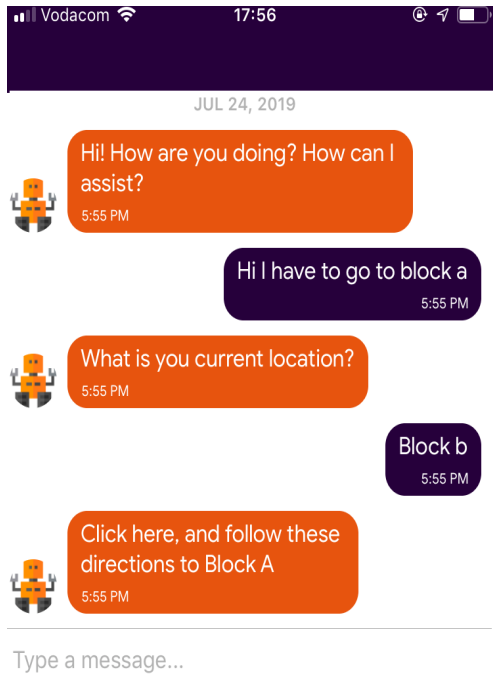 Vodacom 17:56
JUL 24, 2019
Hi! How are you doing? How can I
assist?
5:55 PM
Hi I have to go to block a
5:55 PM
What is you current location?
5:55 PM
Block b
5:55 PM
Click here, and follow these
directions to Block A
5:55 PM
Type a message...